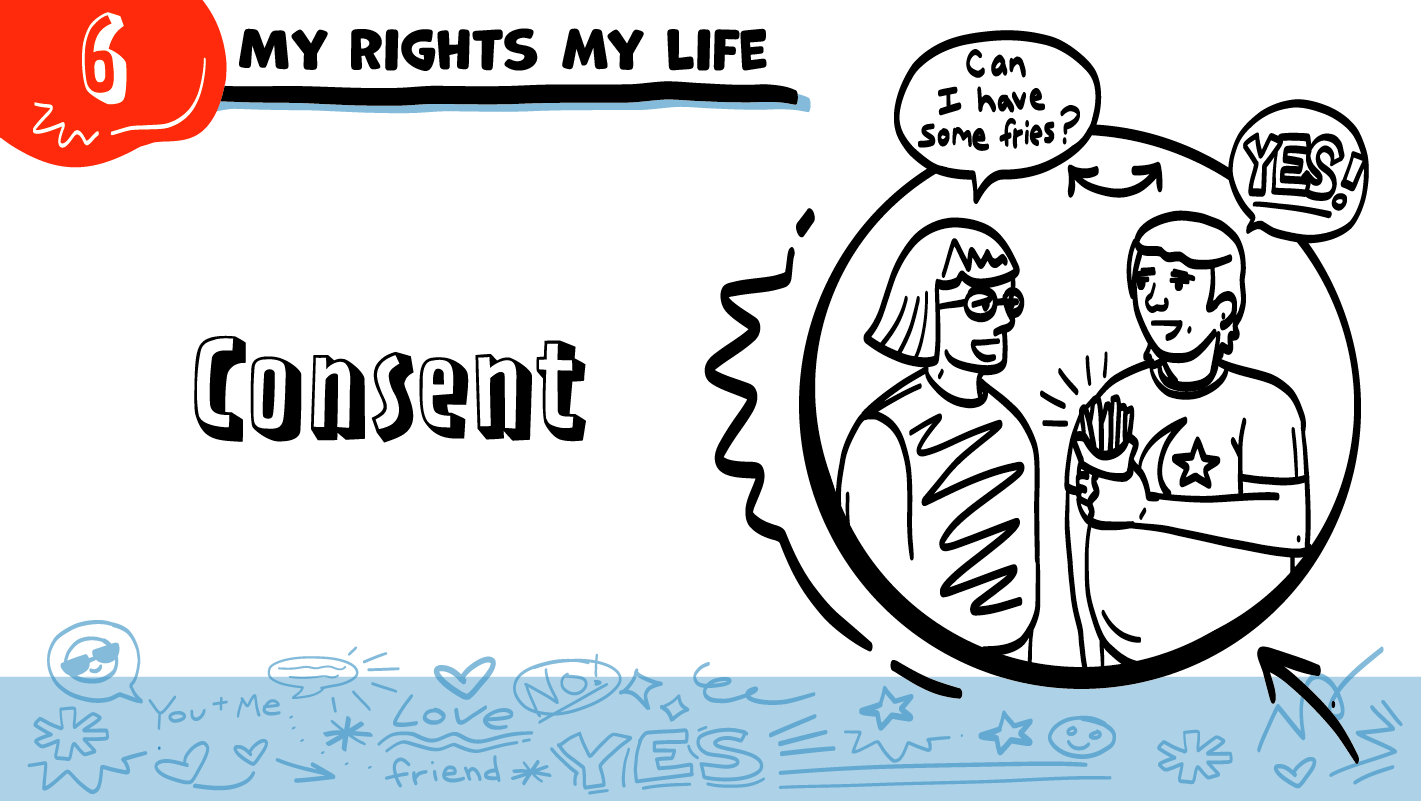 6
MY RIGHTS MY LIFE
Can
I have
some fries?
YES!
Consent
You + Me
Love
NO!
friend
YES
NO